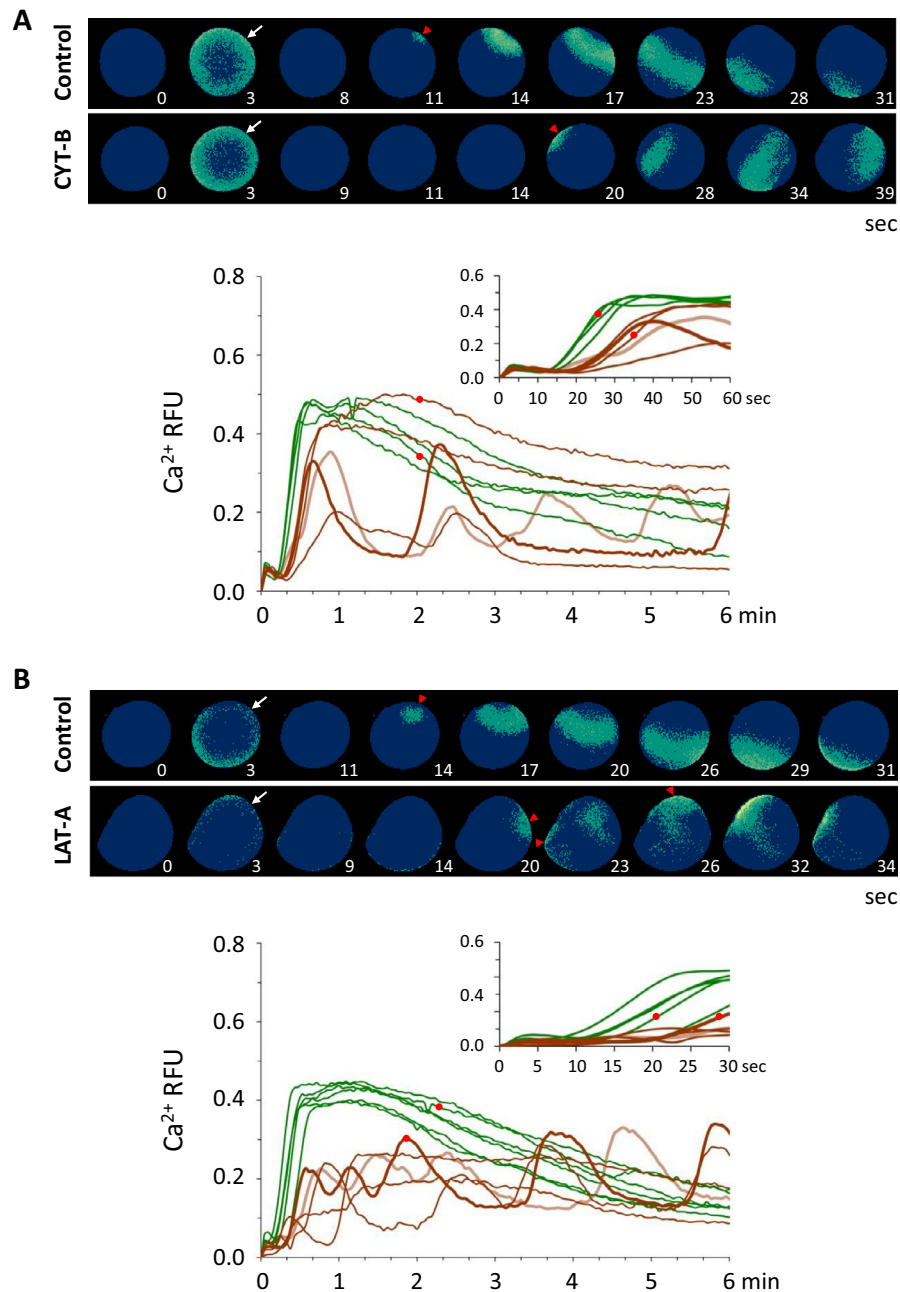 A
Control
0 3 8 11 14 17 23 28 31
CYT-B
0 3 9 11 14 20 28 34 39
sec
0.8
0.6
0.4
0.2
0.0
Ca²⁺ RFU
0 1 2 3 4 5 6 min
0.6
0.4
0.2
0.0
0 10 20 30 40 50 60 sec
B
Control
0 3 11 14 17 20 26 29 31
LAT-A
0 3 9 14 20 23 26 32 34
sec
0.8
0.6
0.4
0.2
0.0
Ca²⁺ RFU
0 1 2 3 4 5 6 min
0.6
0.4
0.2
0.0
0 5 10 15 20 25 30 sec